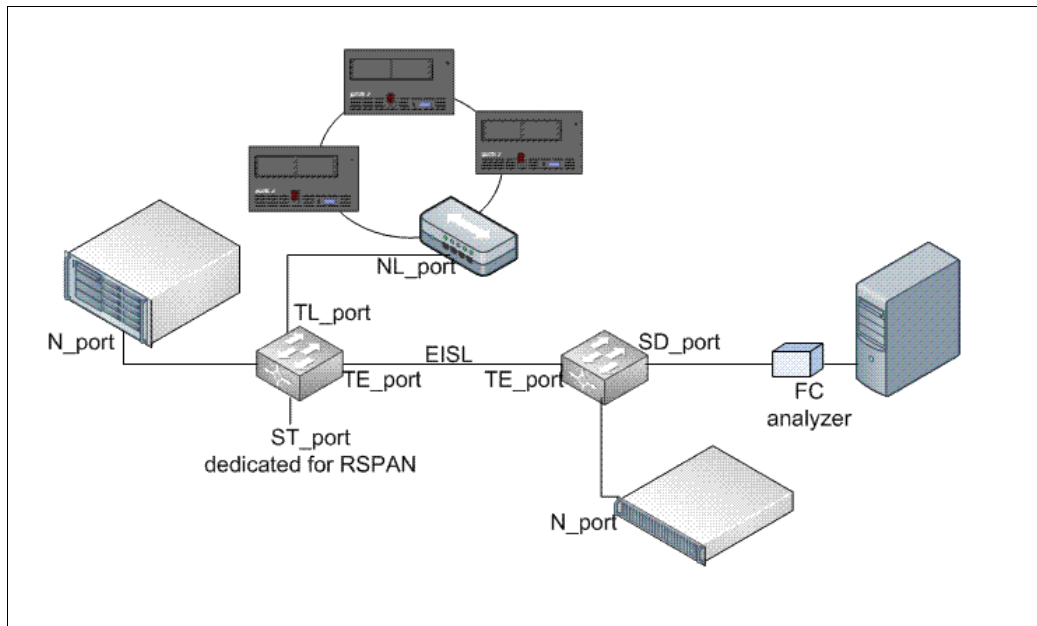 NL_port
N_port
TL_port
TE_port
EISL
TE_port
SD_port
FC
analyzer
ST_port
dedicated for RSPAN
N_port